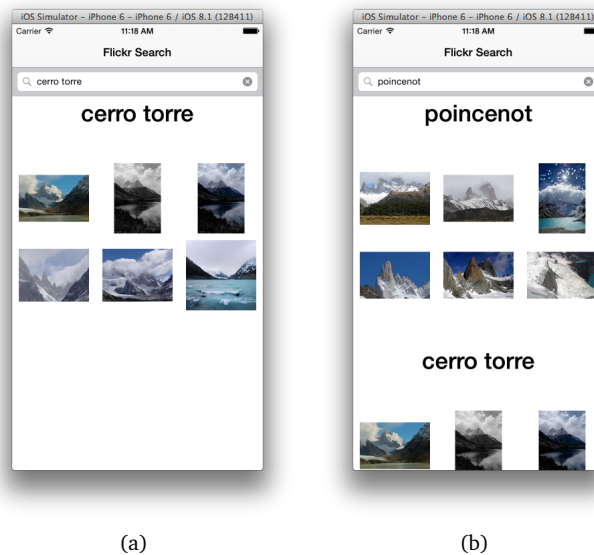 iOS Simulator - iPhone 6 - iPhone 6 / iOS 8.1 (12B411)
Carrier 11:18 AM
Flickr Search
cerro torre
cerro torre
(a)
iOS Simulator - iPhone 6 - iPhone 6 / iOS 8.1 (12B411)
Carrier 11:18 AM
Flickr Search
poincenot
poincenot
cerro torre
(b)